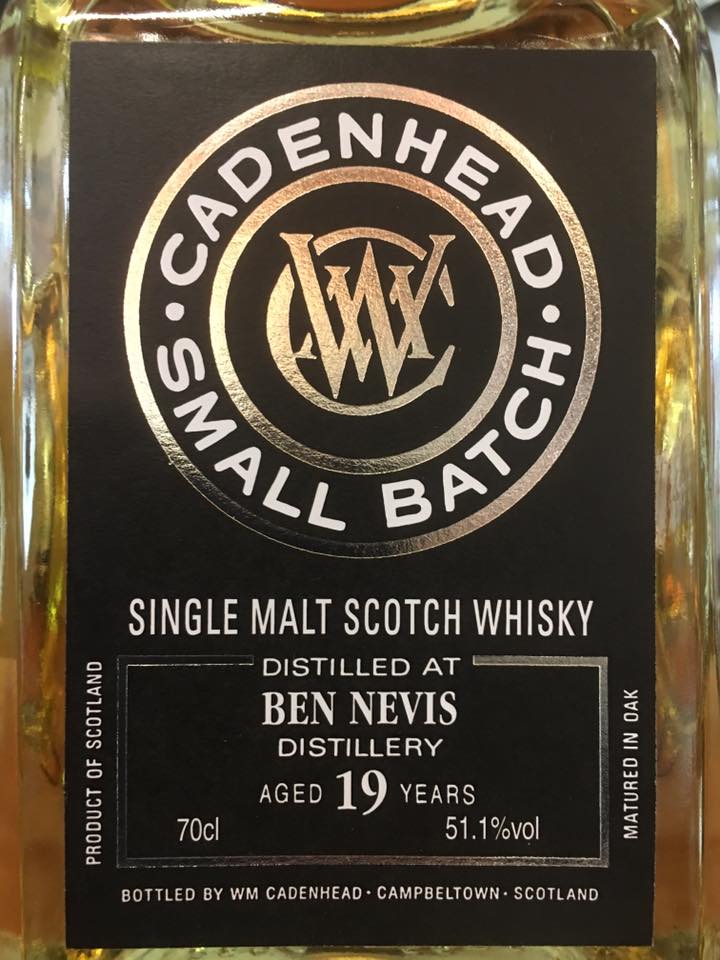 CADENHEAD
· SMALL BATCH ·
WC
SINGLE MALT SCOTCH WHISKY
DISTILLED AT
BEN NEVIS
DISTILLERY
AGED 19 YEARS
70cl 51.1%vol
PRODUCT OF SCOTLAND
MATURED IN OAK
BOTTLED BY WM CADENHEAD · CAMPBELTOWN · SCOTLAND